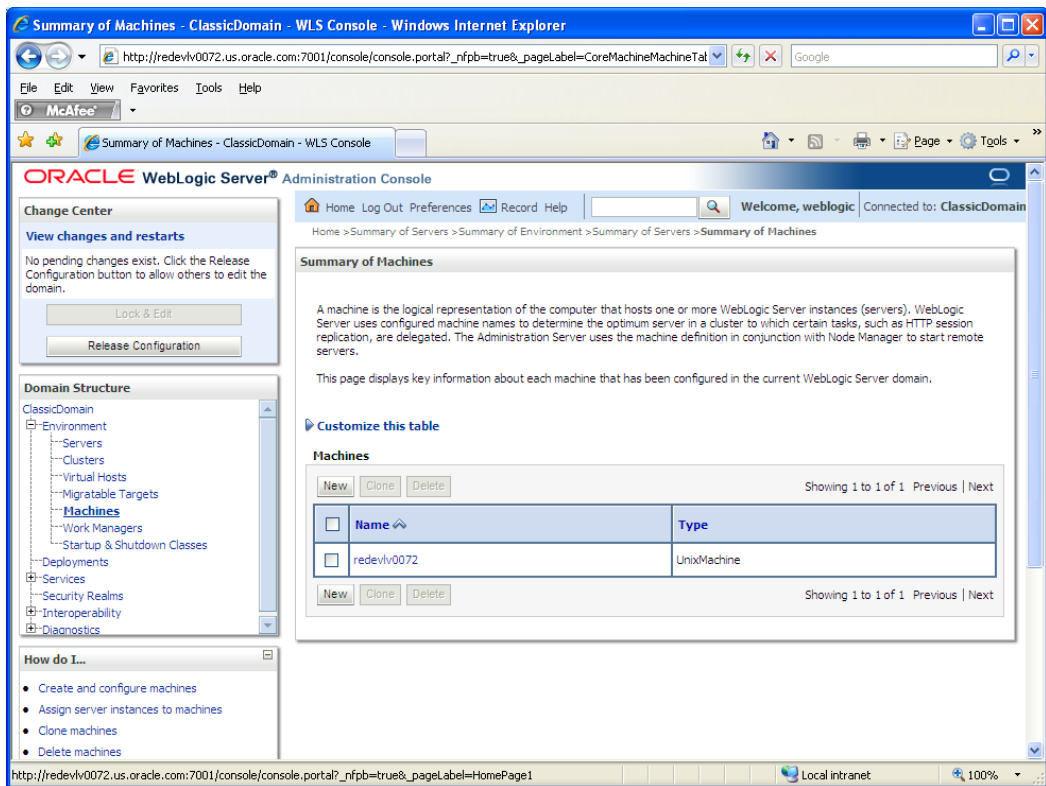 Summary of Machines - ClassicDomain - WLS Console - Windows Internet Explorer
http://redevlv0072.us.oracle.com:7001/console/console.portal?_nfpb=true&_pageLabel=CoreMachineMachineTal
Google
File Edit View Favorites Tools Help
McAfee
Summary of Machines - ClassicDomain - WLS Console
Page Tools
ORACLE WebLogic Server® Administration Console
Change Center
View changes and restarts
No pending changes exist. Click the Release
Configuration button to allow others to edit the
domain.
Lock & Edit
Release Configuration
Domain Structure
ClassicDomain
Environment
Servers
Clusters
Virtual Hosts
Migratable Targets
Machines
Work Managers
Startup & Shutdown Classes
Deployments
Services
Security Realms
Interoperability
Diagnostics
How do I...
Create and configure machines
Assign server instances to machines
Clone machines
Delete machines
Home Log Out Preferences Record Help
Welcome, weblogic Connected to: ClassicDomain
Home >Summary of Servers >Summary of Environment >Summary of Servers >Summary of Machines
Summary of Machines
A machine is the logical representation of the computer that hosts one or more WebLogic Server instances (servers). WebLogic
Server uses configured machine names to determine the optimum server in a cluster to which certain tasks, such as HTTP session
replication, are delegated. The Administration Server uses the machine definition in conjunction with Node Manager to start remote
servers.
This page displays key information about each machine that has been configured in the current WebLogic Server domain.
Customize this table
Machines
New Clone Delete Showing 1 to 1 of 1 Previous | Next
Name Type
redevlv0072 UnixMachine
New Clone Delete Showing 1 to 1 of 1 Previous | Next
http://redevlv0072.us.oracle.com:7001/console/console.portal?_nfpb=true&_pageLabel=HomePage1
Local intranet
100%